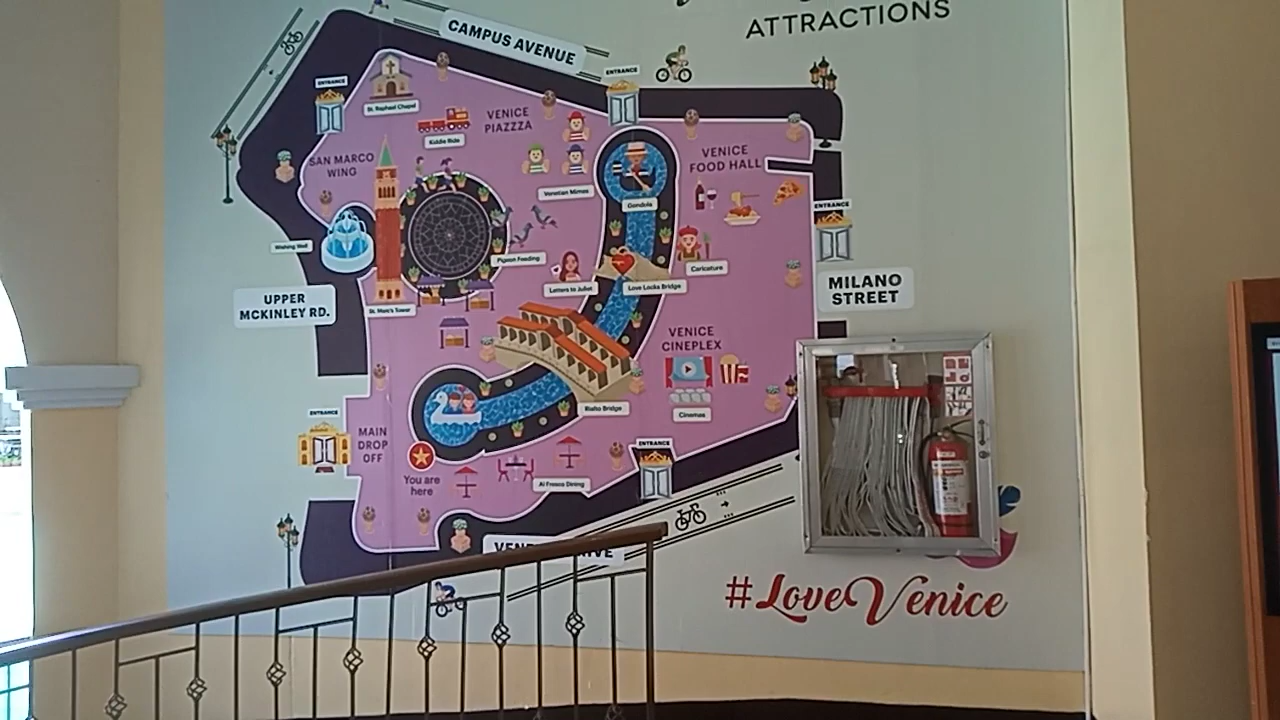 ATTRACTIONS
CAMPUS AVENUE
ENTRANCE
ENTRANCE
St. Raphael Chapel
Kiddie Ride
VENICE
PIAZZZA
SAN MARCO
WING
VENICE
FOOD HALL
Venetian Mimes
Gondola
ENTRANCE
Wishing Well
Pigeon Feeding
Caricature
Letters to Juliet
Love Locks Bridge
MILANO
STREET
UPPER
MCKINLEY RD.
St. Mark's Tower
VENICE
CINEPLEX
Cinemas
Rialto Bridge
ENTRANCE
MAIN
DROP
OFF
You are
here
ENTRANCE
Al Fresco Dining
#LoveVenice